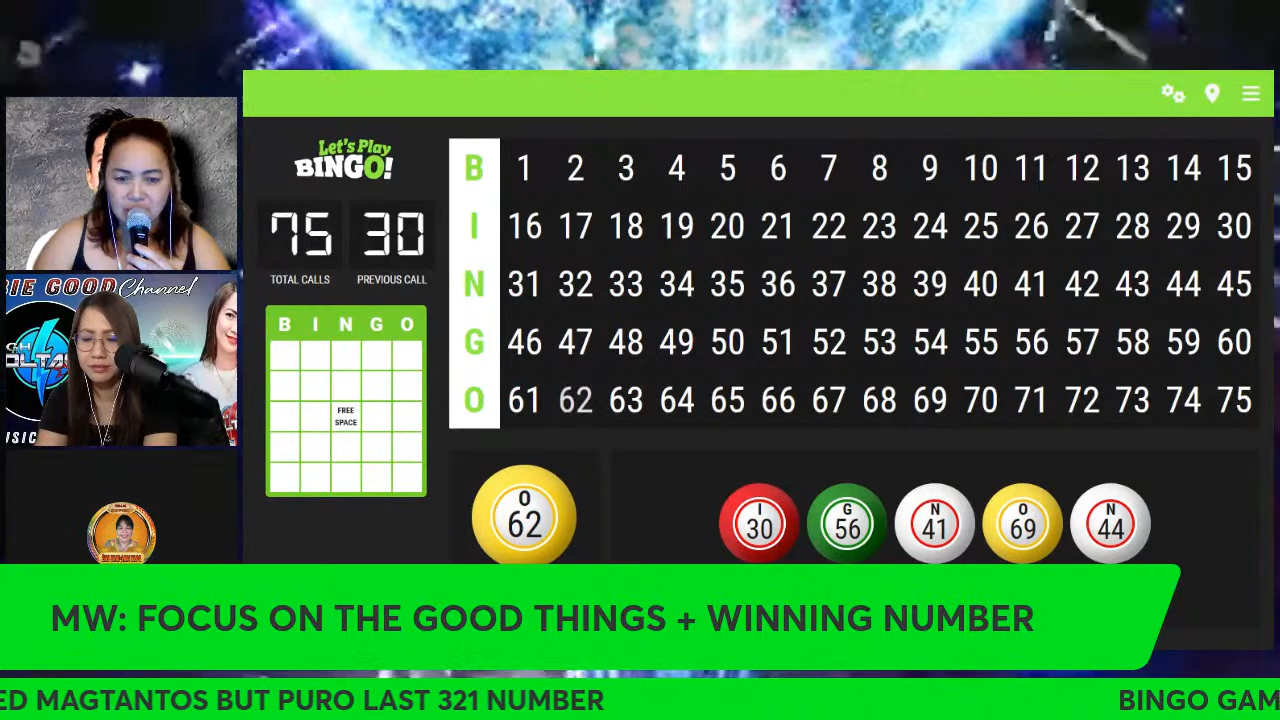 Let's Play
BINGO!
75 30
TOTAL CALLS PREVIOUS CALL
B I N G O
FREE
SPACE
B 1 2 3 4 5 6 7 8 9 10 11 12 13 14 15
I 16 17 18 19 20 21 22 23 24 25 26 27 28 29 30
N 31 32 33 34 35 36 37 38 39 40 41 42 43 44 45
G 46 47 48 49 50 51 52 53 54 55 56 57 58 59 60
O 61 62 63 64 65 66 67 68 69 70 71 72 73 74 75
O
62
I
30
G
56
N
41
O
69
N
44
IE GOOD Channel
GH
OLTA
USIC
MW: FOCUS ON THE GOOD THINGS + WINNING NUMBER
ED MAGTANTOS BUT PURO LAST 321 NUMBER BINGO GAM